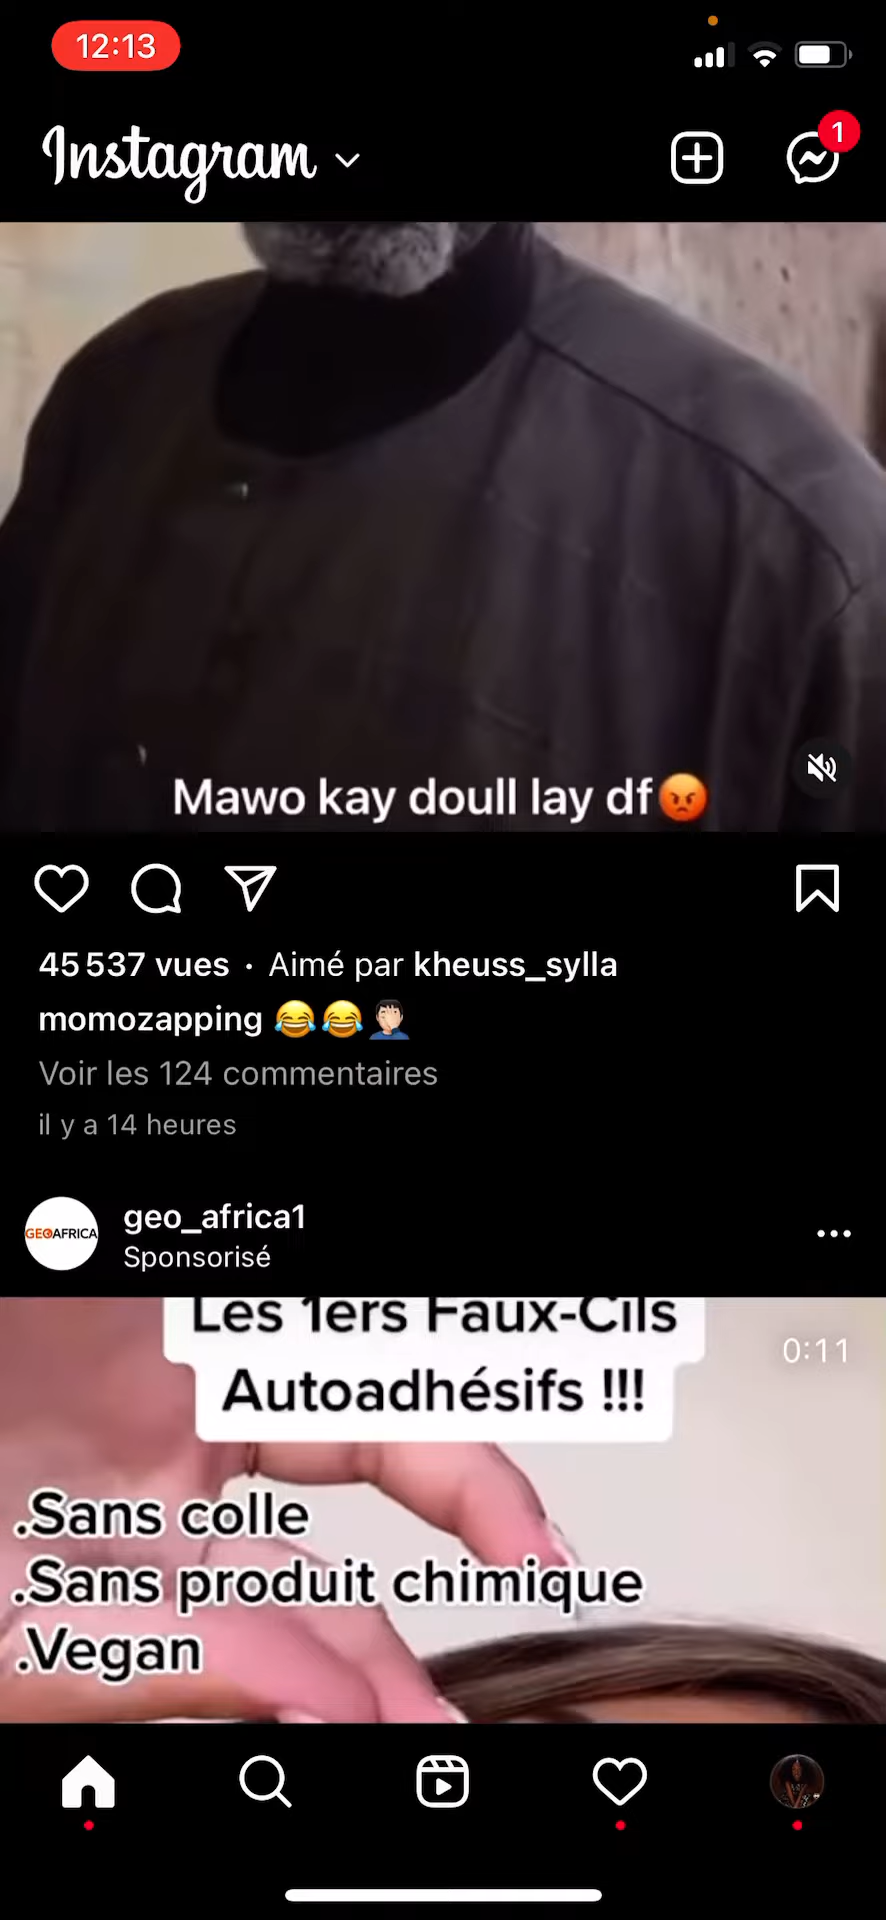 12:13
Instagram
1
Mawo kay doull lay df😡
45 537 vues · Aimé par kheuss_sylla
momozapping 😂😂🤦🏻‍♂️
Voir les 124 commentaires
il y a 14 heures
GEOAFRICA
geo_africa1
Sponsorisé
Les 1ers Faux-Cils
0:11
Autoadhésifs !!!
.Sans colle
.Sans produit chimique
.Vegan